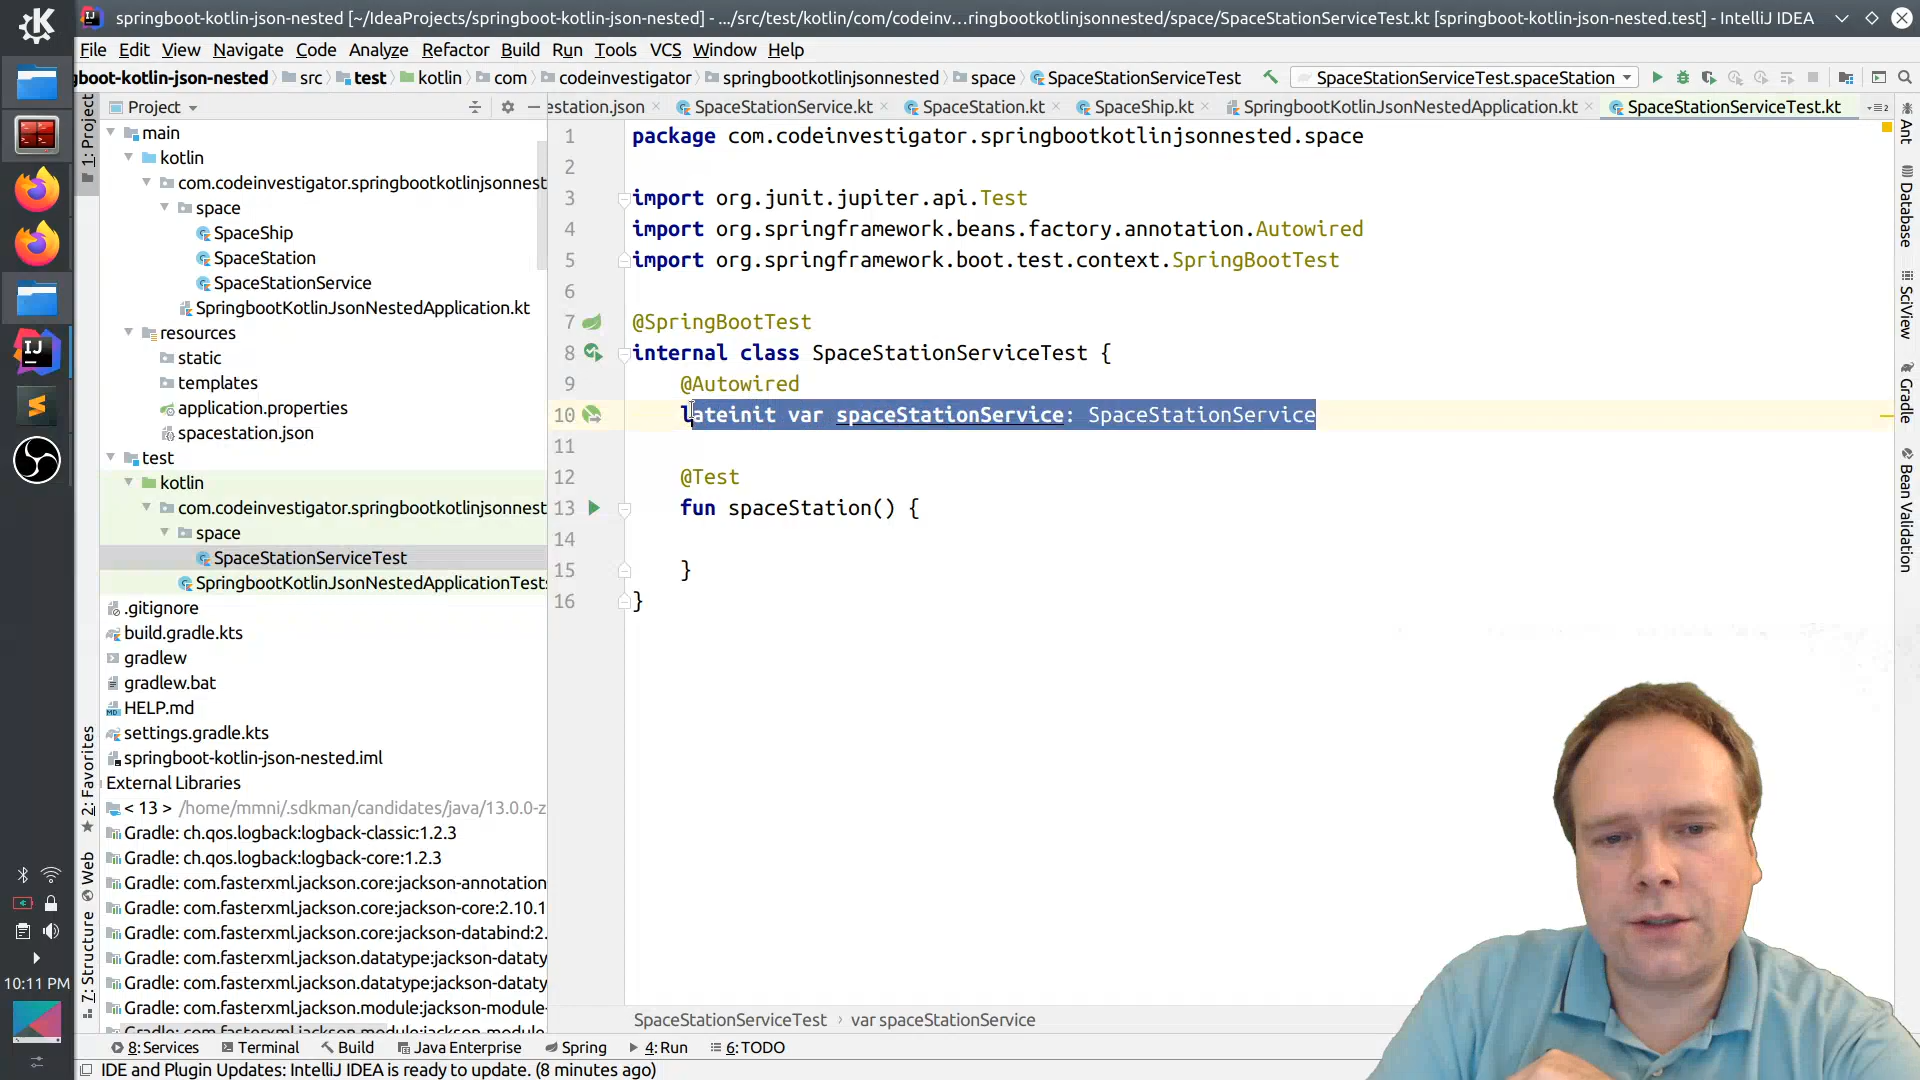 springboot-kotlin-json-nested [~/IdeaProjects/springboot-kotlin-json-nested] - .../src/test/kotlin/com/codeinv…ringbootkotlinjsonnested/space/SpaceStationServiceTest.kt [springboot-kotlin-json-nested.test] - IntelliJ IDEA
File Edit View Navigate Code Analyze Refactor Build Run Tools VCS Window Help
gboot-kotlin-json-nested src test kotlin com codeinvestigator springbootkotlinjsonnested space SpaceStationServiceTest SpaceStationServiceTest.spaceStation
Project
estation.json SpaceStationService.kt SpaceStation.kt SpaceShip.kt SpringbootKotlinJsonNestedApplication.kt SpaceStationServiceTest.kt
main
kotlin
com.codeinvestigator.springbootkotlinjsonnest
space
SpaceShip
SpaceStation
SpaceStationService
SpringbootKotlinJsonNestedApplication.kt
resources
static
templates
application.properties
spacestation.json
test
kotlin
com.codeinvestigator.springbootkotlinjsonnest
space
SpaceStationServiceTest
SpringbootKotlinJsonNestedApplicationTests
.gitignore
build.gradle.kts
gradlew
gradlew.bat
HELP.md
settings.gradle.kts
springboot-kotlin-json-nested.iml
External Libraries
< 13 > /home/mmni/.sdkman/candidates/java/13.0.0-z
Gradle: ch.qos.logback:logback-classic:1.2.3
Gradle: ch.qos.logback:logback-core:1.2.3
Gradle: com.fasterxml.jackson.core:jackson-annotation
Gradle: com.fasterxml.jackson.core:jackson-core:2.10.1
Gradle: com.fasterxml.jackson.core:jackson-databind:2.
Gradle: com.fasterxml.jackson.datatype:jackson-dataty
Gradle: com.fasterxml.jackson.datatype:jackson-dataty
Gradle: com.fasterxml.jackson.module:jackson-module-
Gradle: com.fasterxml.jackson.module:jackson-module-
1 package com.codeinvestigator.springbootkotlinjsonnested.space
2
3 import org.junit.jupiter.api.Test
4 import org.springframework.beans.factory.annotation.Autowired
5 import org.springframework.boot.test.context.SpringBootTest
6
7 @SpringBootTest
8 internal class SpaceStationServiceTest {
9 @Autowired
10 lateinit var spaceStationService: SpaceStationService
11
12 @Test
13 fun spaceStation() {
14
15 }
16 }
SpaceStationServiceTest › var spaceStationService
1: Project
2: Favorites
Web
7: Structure
Ant
Database
SciView
Gradle
Bean Validation
IJ
10:11 PM
8: Services Terminal Build Java Enterprise Spring 4: Run 6: TODO
IDE and Plugin Updates: IntelliJ IDEA is ready to update. (8 minutes ago)